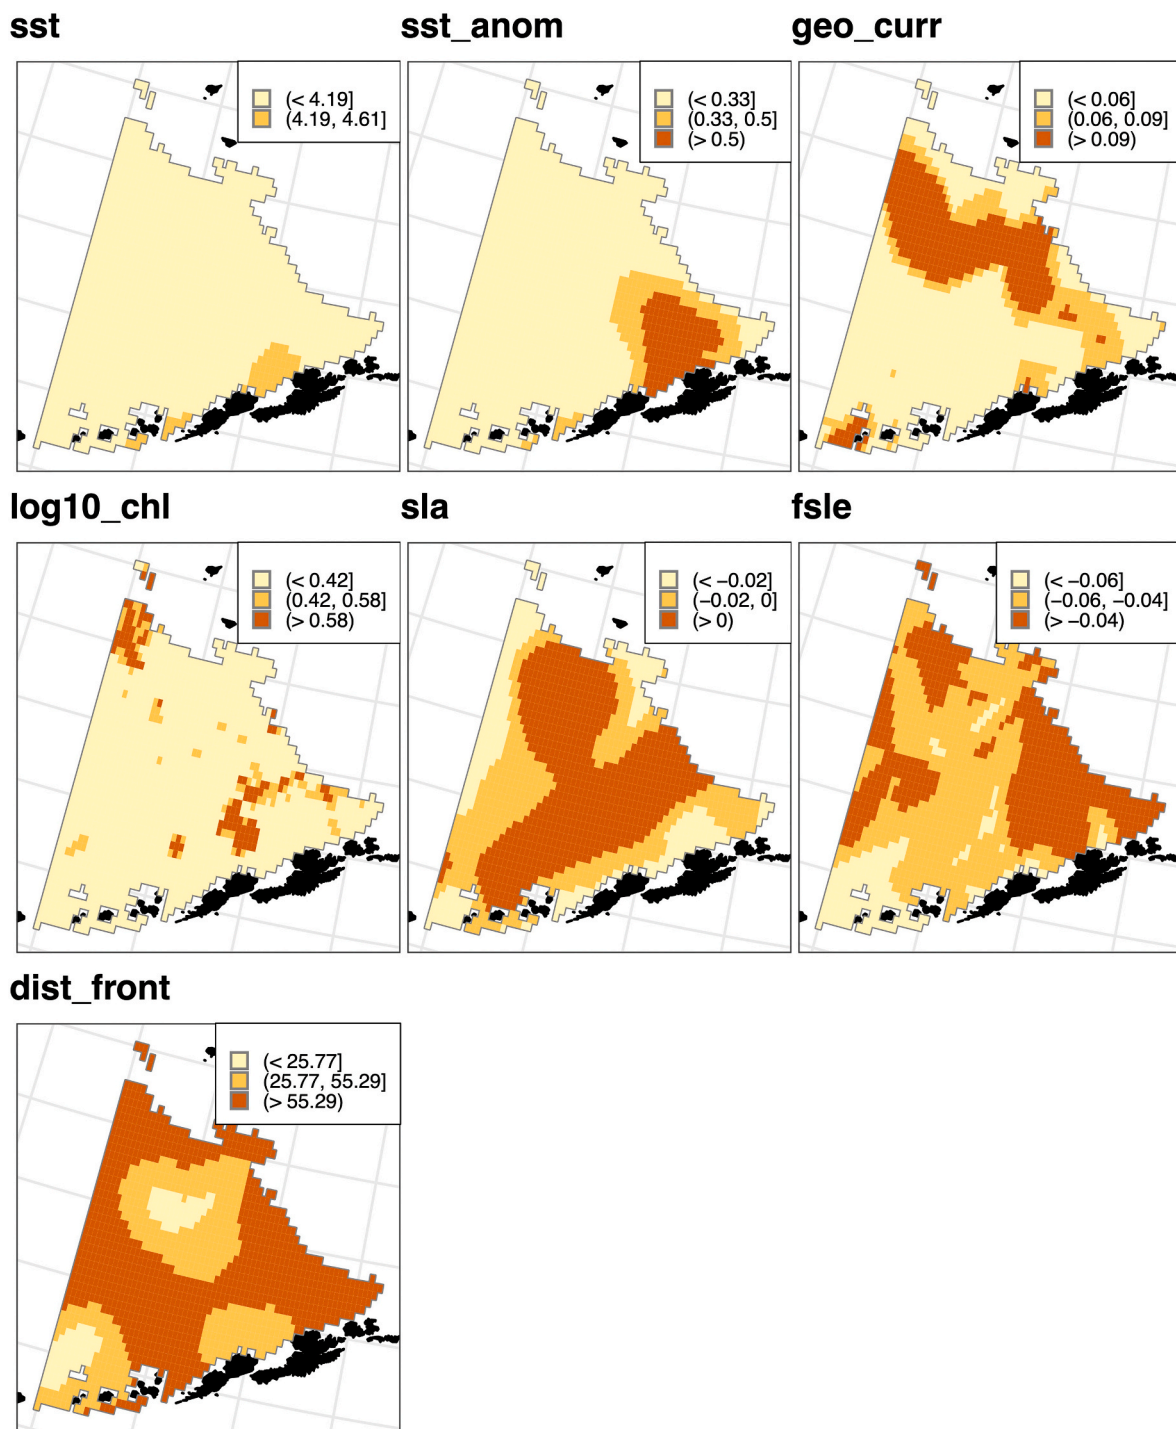 sst
(< 4.19]
(4.19, 4.61]
sst_anom
(< 0.33]
(0.33, 0.5]
(> 0.5)
geo_curr
(< 0.06]
(0.06, 0.09]
(> 0.09)
log10_chl
(< 0.42]
(0.42, 0.58]
(> 0.58)
sla
(< −0.02]
(−0.02, 0]
(> 0)
fsle
(< −0.06]
(−0.06, −0.04]
(> −0.04)
dist_front
(< 25.77]
(25.77, 55.29]
(> 55.29)